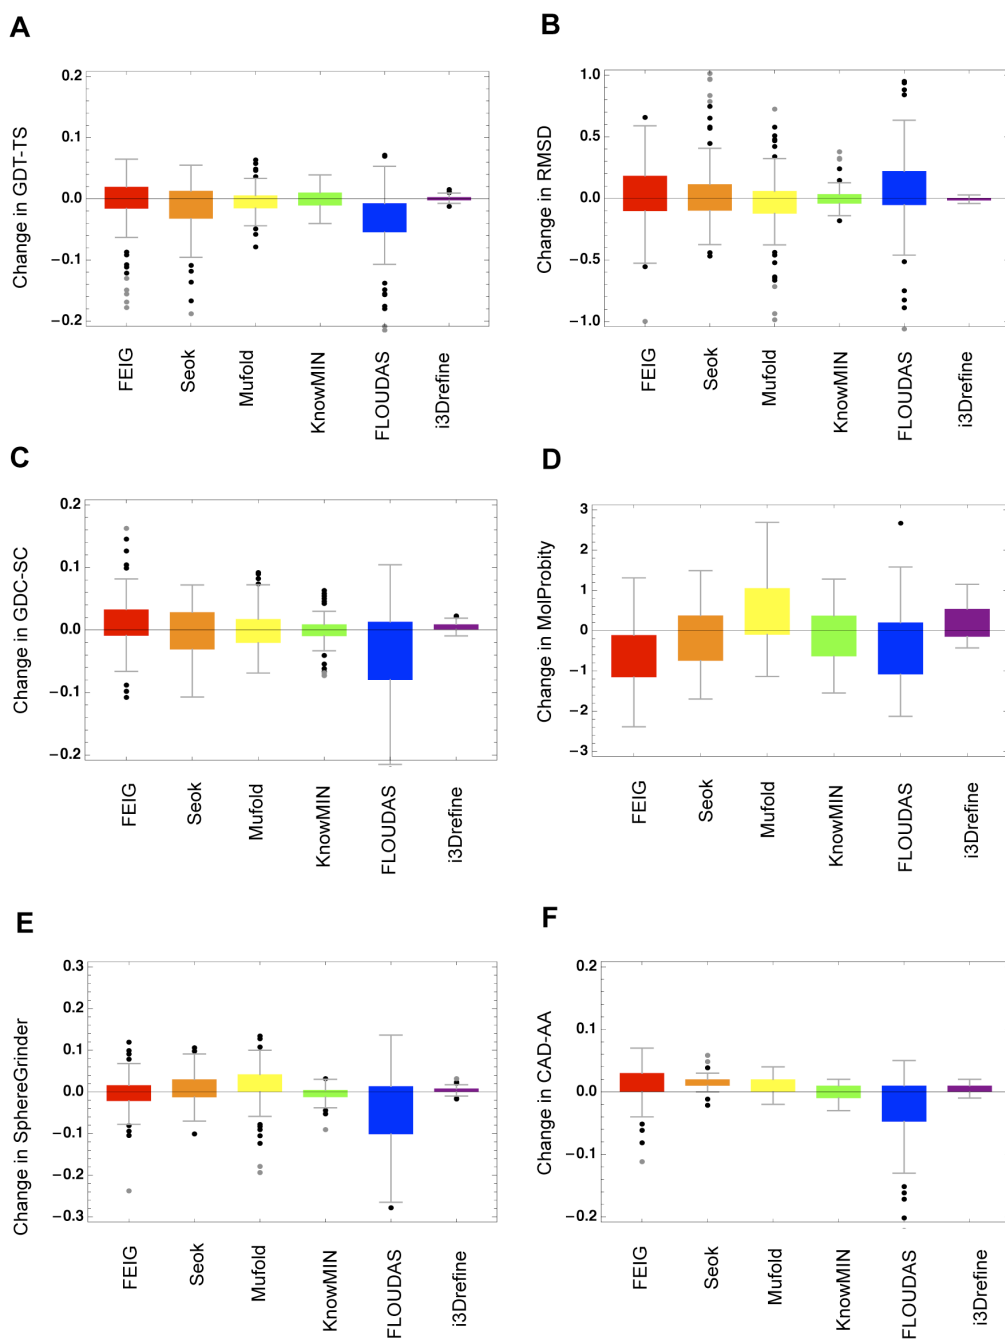 A
B
Change in GDT-TS
0.2
0.1
0.0
−0.1
−0.2
FEIG
Seok
Mufold
KnowMIN
FLOUDAS
i3Drefine
Change in RMSD
1.0
0.5
0.0
−0.5
−1.0
FEIG
Seok
Mufold
KnowMIN
FLOUDAS
i3Drefine
C
D
Change in GDC-SC
0.2
0.1
0.0
−0.1
−0.2
FEIG
Seok
Mufold
KnowMIN
FLOUDAS
i3Drefine
Change in MolProbity
3
2
1
0
−1
−2
−3
FEIG
Seok
Mufold
KnowMIN
FLOUDAS
i3Drefine
E
F
Change in SphereGrinder
0.3
0.2
0.1
0.0
−0.1
−0.2
−0.3
FEIG
Seok
Mufold
KnowMIN
FLOUDAS
i3Drefine
Change in CAD-AA
0.2
0.1
0.0
−0.1
−0.2
FEIG
Seok
Mufold
KnowMIN
FLOUDAS
i3Drefine